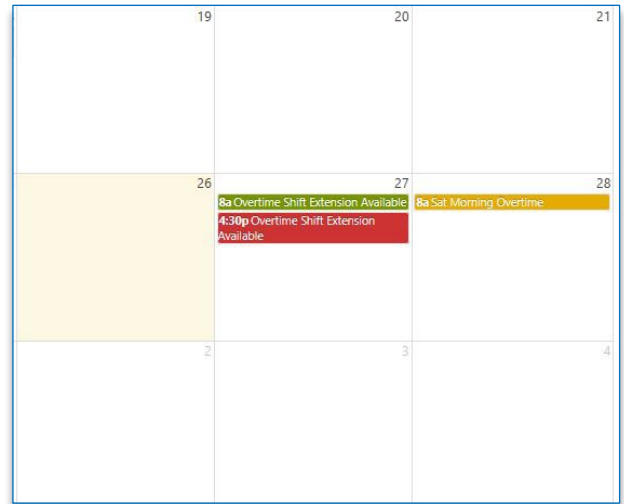 19
20
21
26
27
28
8a Overtime Shift Extension Available
8a Sat Morning Overtime
4:30p Overtime Shift Extension
Available
2
3
4